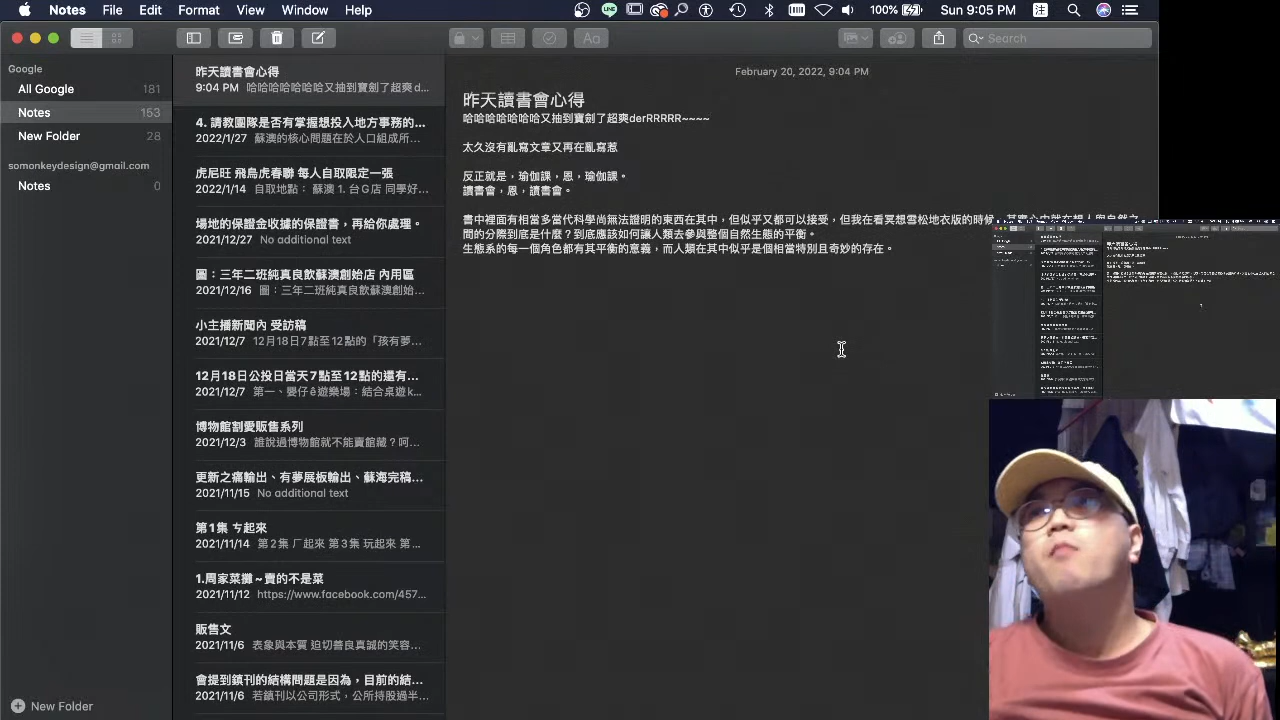 Notes File Edit Format View Window Help
100% Sun 9:05 PM 注
Search
Google
All Google 181
Notes 153
New Folder 28
somonkeydesign@gmail.com
Notes 0
New Folder
昨天讀書會心得
9:04 PM 哈哈哈哈哈哈哈又抽到寶劍了超爽d…
4. 請教團隊是否有掌握想投入地方事務的…
2022/1/27 蘇澳的核心問題在於人口組成所…
虎尼旺 飛烏虎春聯 每人自取限定一張
2022/1/14 自取地點： 蘇澳 1. 台G店 同學好…
場地的保證金收據的保證書，再給你處理。
2021/12/27 No additional text
圖：三年二班純真良飲蘇澳創始店 內用區
2021/12/16 圖：三年二班純真良飲蘇澳創始…
小主播新聞內 受訪稿
2021/12/7 12月18日7點至12點的「孩有夢…
12月18日公投日當天7點至12點的還有…
2021/12/7 第一、嬰仔ê遊樂場：結合玩遊k…
博物館割愛販售系列
2021/12/3 誰說過博物館就不能賣館藏？呵…
更新之痛輸出、有夢展板輸出、蘇海完稿…
2021/11/15 No additional text
第1集 ㄘ起來
2021/11/14 第2集 ㄏ起來 第3集 玩起來 第…
1.周家菜攤~賣的不是菜
2021/11/12 https://www.facebook.com/457…
販售文
2021/11/6 表象與本質 迫切善良真誠的笑容…
會提到鎮刊的結構問題是因為，目前的結…
2021/11/6 若鎮刊以公司形式，公所持股過半…
February 20, 2022, 9:04 PM
昨天讀書會心得
哈哈哈哈哈哈哈又抽到寶劍了超爽derRRRRR~~~~
太久沒有亂寫文章又再在亂寫惹
反正就是，瑜伽課，恩，瑜伽課。
讀書會，恩，讀書會。
書中裡面有相當多當代科學尚無法證明的東西在其中，但似乎又都可以接受，但我在看冥想雪松地衣版的時候，其實心中就在想人與自然之
間的分際到底是什麼？到底應該如何讓人類去參與整個自然生態的平衡。
生態系的每一個角色都有其平衡的意義，而人類在其中似乎是個相當特別且奇妙的存在。